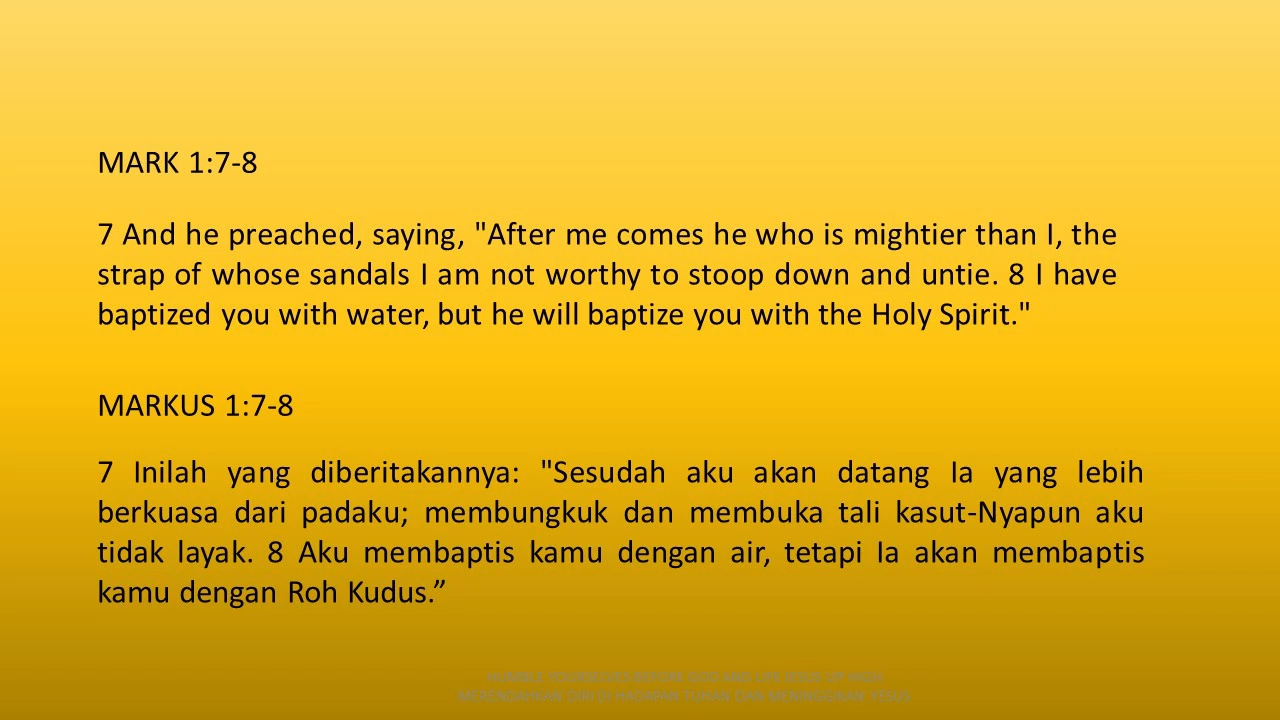 MARK 1:7-8
7 And he preached, saying, "After me comes he who is mightier than I, the
strap of whose sandals I am not worthy to stoop down and untie. 8 I have
baptized you with water, but he will baptize you with the Holy Spirit."
MARKUS 1:7-8
7 Inilah yang diberitakannya: "Sesudah aku akan datang Ia yang lebih
berkuasa dari padaku; membungkuk dan membuka tali kasut-Nyapun aku
tidak layak. 8 Aku membaptis kamu dengan air, tetapi Ia akan membaptis
kamu dengan Roh Kudus.”
HUMBLE YOURSELVES BEFORE GOD AND LIFT JESUS UP HIGH
MERENDAHKAN DIRI DI HADAPAN TUHAN DAN MENINGGIKAN YESUS